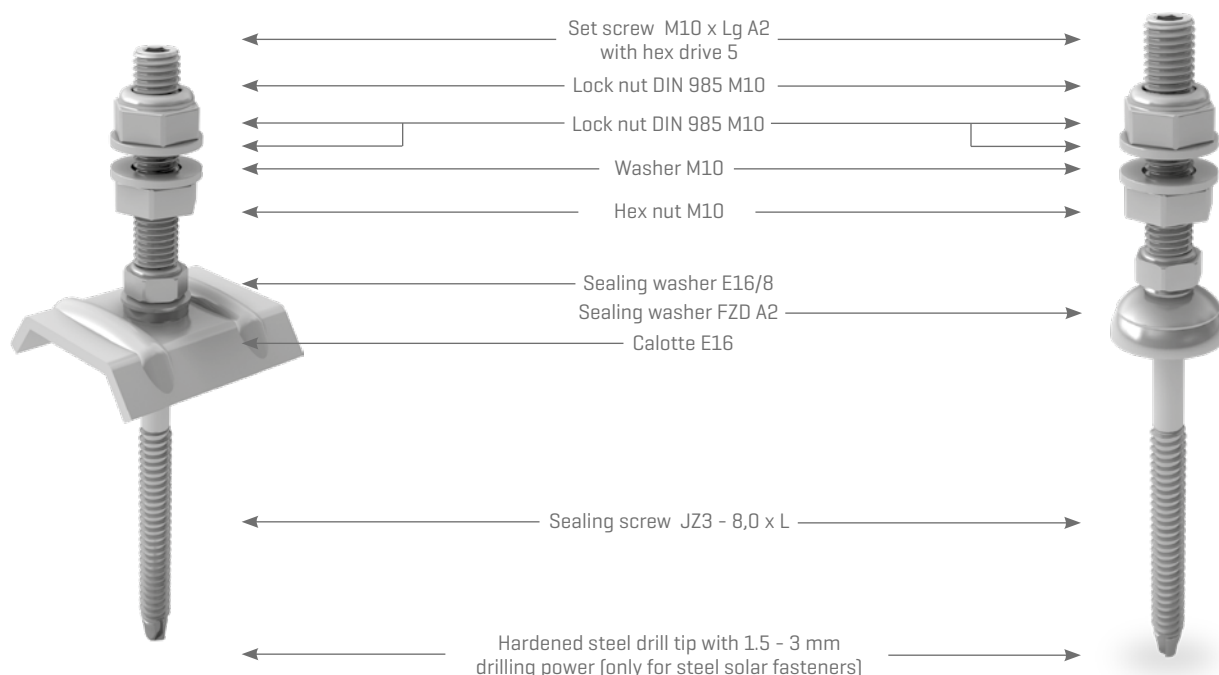 Set screw M10 x Lg A2
with hex drive 5
Lock nut DIN 985 M10
Lock nut DIN 985 M10
Washer M10
Hex nut M10
Sealing washer E16/8
Sealing washer FZD A2
Calotte E16
Sealing screw JZ3 - 8,0 x L
Hardened steel drill tip with 1.5 - 3 mm
drilling power (only for steel solar fasteners)